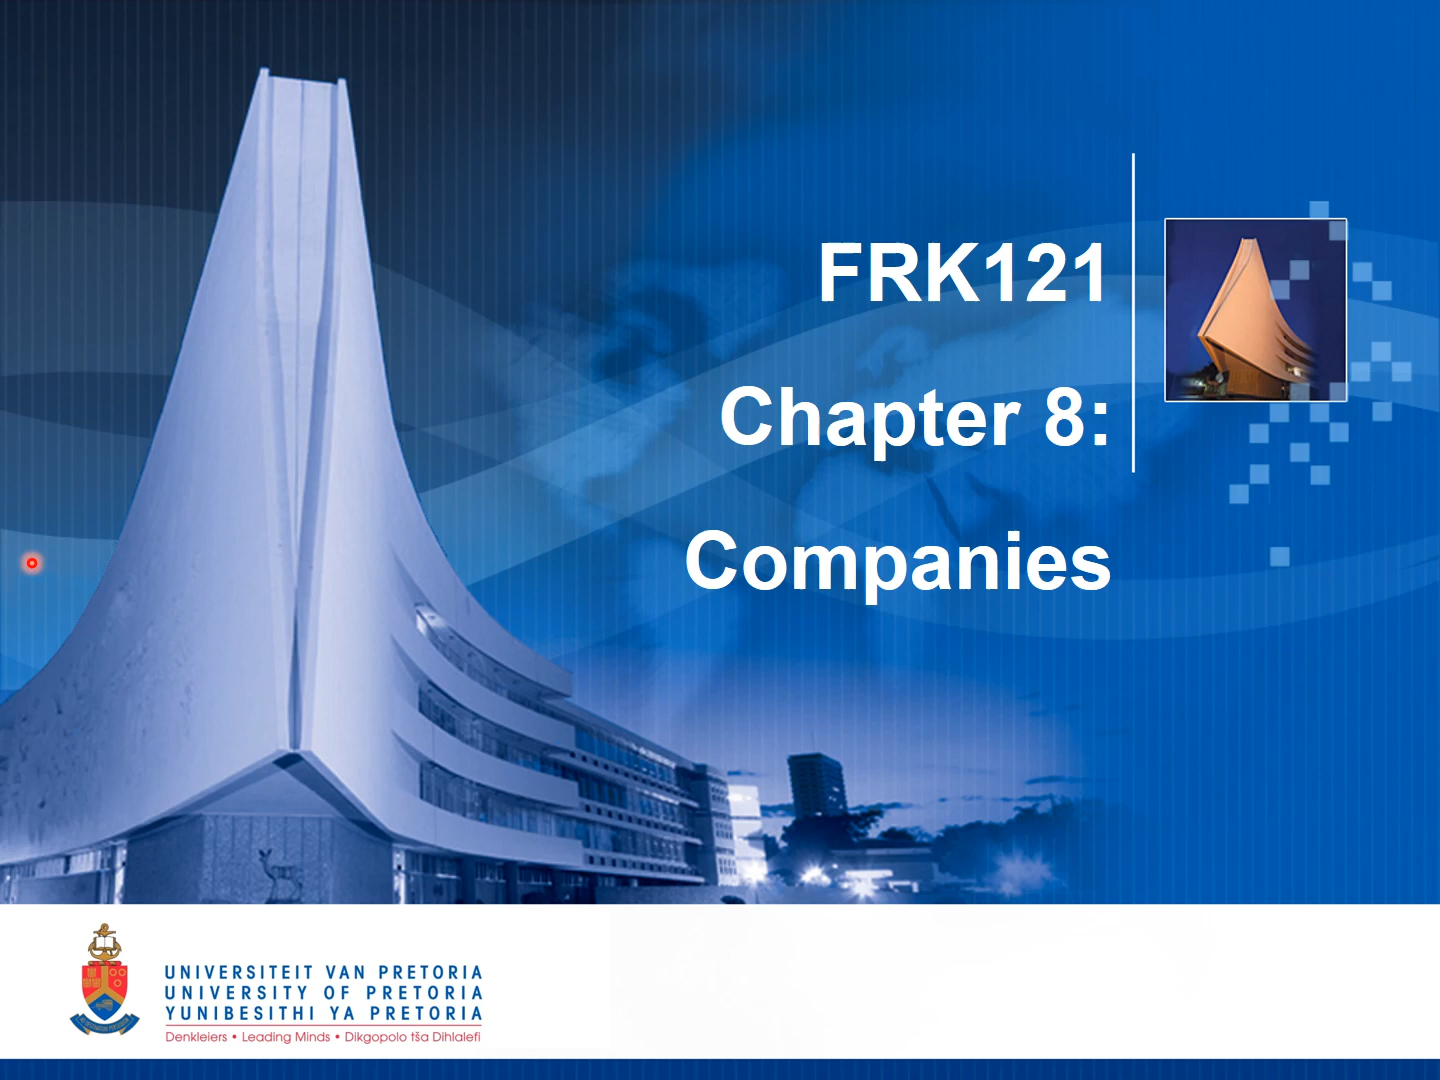 FRK121
Chapter 8:
Companies
UNIVERSITEIT VAN PRETORIA
UNIVERSITY OF PRETORIA
YUNIBESITHI YA PRETORIA
Denkleiers • Leading Minds • Dikgopolo tša Dihlalefi